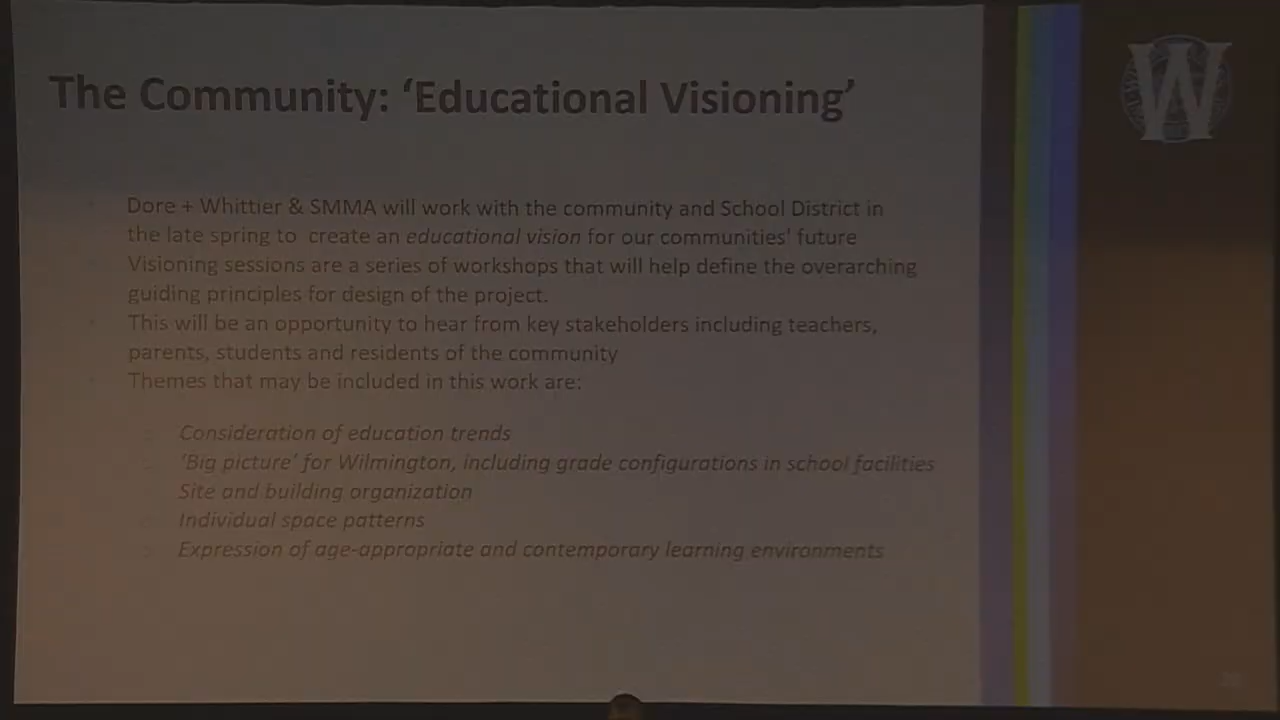 The Community: ‘Educational Visioning’
W
Dore + Whittier & SMMA will work with the community and School District in
the late spring to create an educational vision for our communities' future
Visioning sessions are a series of workshops that will help define the overarching
guiding principles for design of the project.
This will be an opportunity to hear from key stakeholders including teachers,
parents, students and residents of the community
Themes that may be included in this work are:
Consideration of education trends
‘Big picture’ for Wilmington, including grade configurations in school facilities
Site and building organization
Individual space patterns
Expression of age-appropriate and contemporary learning environments